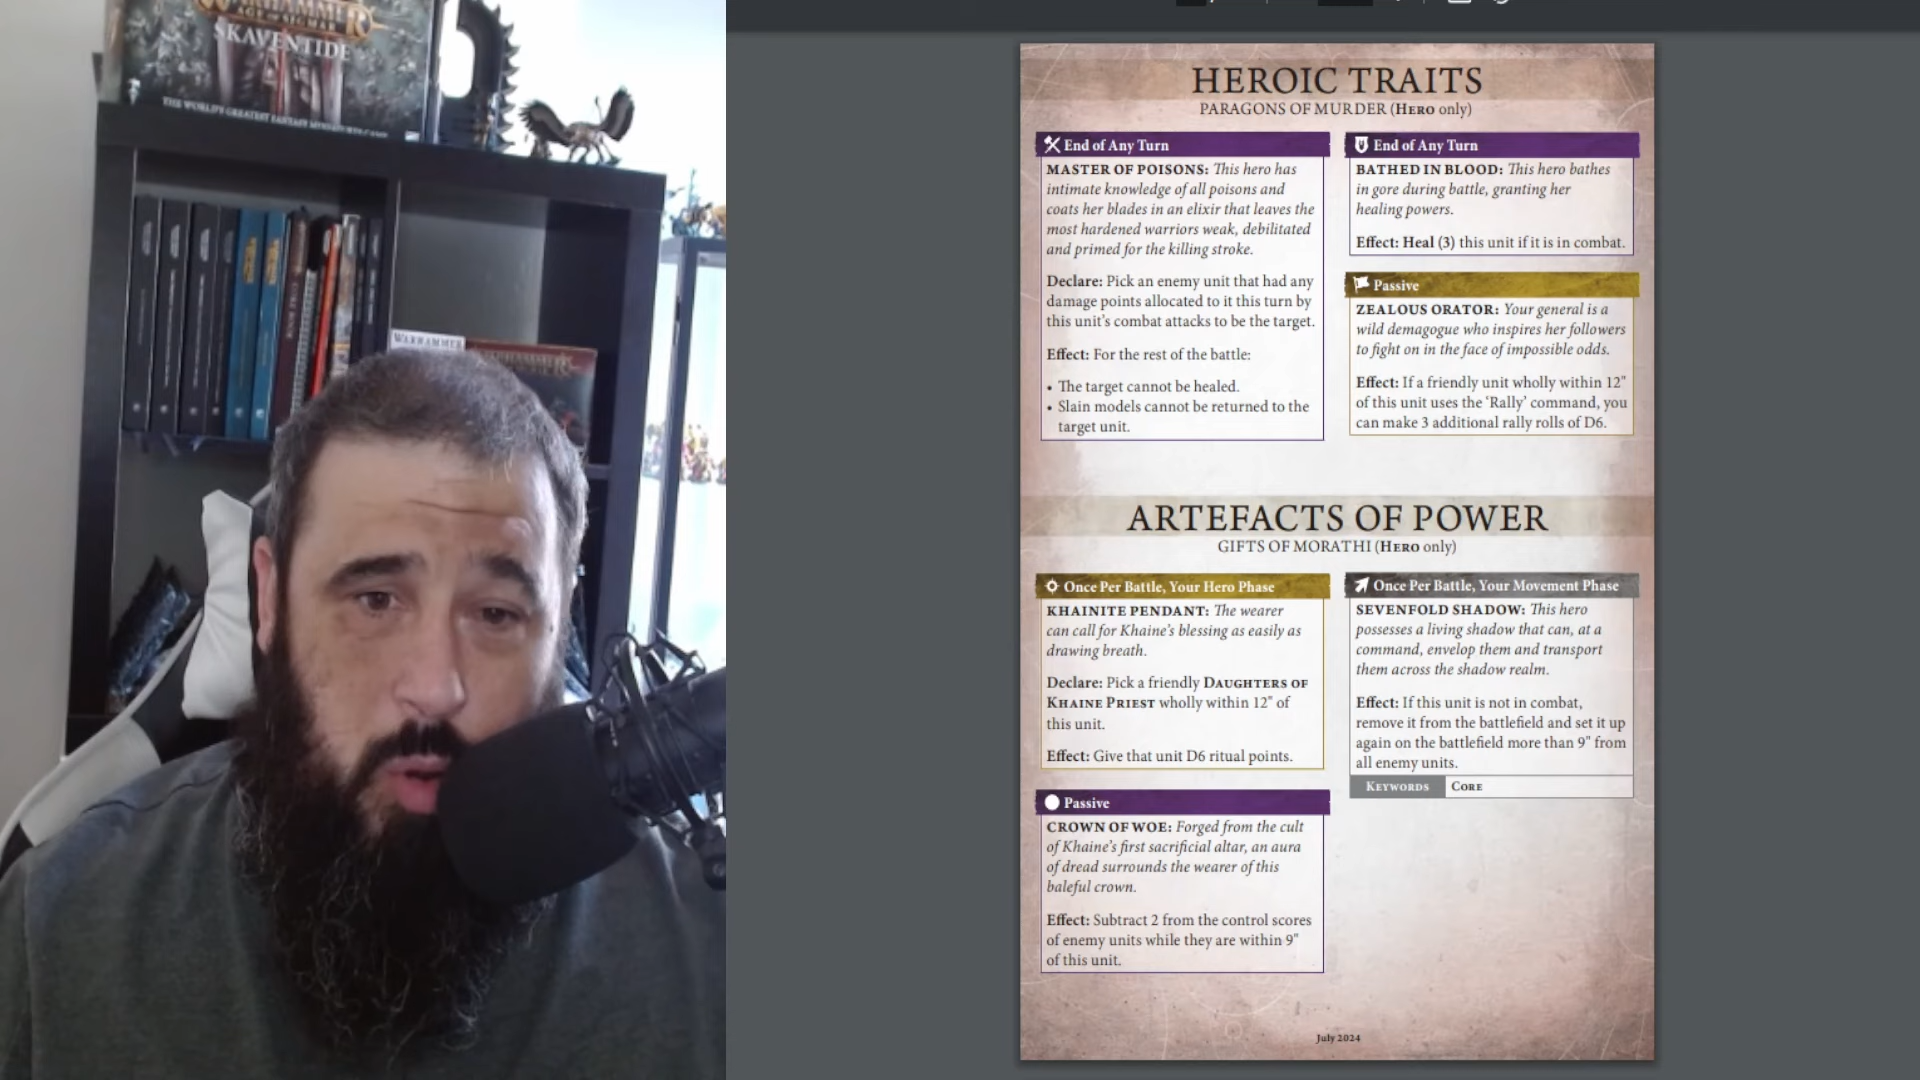 WARHAMMER
AGE OF SIGMAR
SKAVENTIDE
WARHAMMER
HEROIC TRAITS
PARAGONS OF MURDER (HERO only)
End of Any Turn
MASTER OF POISONS: This hero has
intimate knowledge of all poisons and
coats her blades in an elixir that leaves the
most hardened warriors weak, debilitated
and primed for the killing stroke.
Declare: Pick an enemy unit that had any
damage points allocated to it this turn by
this unit's combat attacks to be the target.
Effect: For the rest of the battle:
• The target cannot be healed.
• Slain models cannot be returned to the
target unit.
End of Any Turn
BATHED IN BLOOD: This hero bathes
in gore during battle, granting her
healing powers.
Effect: Heal (3) this unit if it is in combat.
Passive
ZEALOUS ORATOR: Your general is a
wild demagogue who inspires her followers
to fight on in the face of impossible odds.
Effect: If a friendly unit wholly within 12"
of this unit uses the ‘Rally’ command, you
can make 3 additional rally rolls of D6.
ARTEFACTS OF POWER
GIFTS OF MORATHI (HERO only)
Once Per Battle, Your Hero Phase
KHAINITE PENDANT: The wearer
can call for Khaine's blessing as easily as
drawing breath.
Declare: Pick a friendly DAUGHTERS OF
KHAINE PRIEST wholly within 12" of
this unit.
Effect: Give that unit D6 ritual points.
Passive
CROWN OF WOE: Forged from the cult
of Khaine's first sacrificial altar, an aura
of dread surrounds the wearer of this
baleful crown.
Effect: Subtract 2 from the control scores
of enemy units while they are within 9"
of this unit.
Once Per Battle, Your Movement Phase
SEVENFOLD SHADOW: This hero
possesses a living shadow that can, at a
command, envelop them and transport
them across the shadow realm.
Effect: If this unit is not in combat,
remove it from the battlefield and set it up
again on the battlefield more than 9" from
all enemy units.
KEYWORDS CORE
July 2024